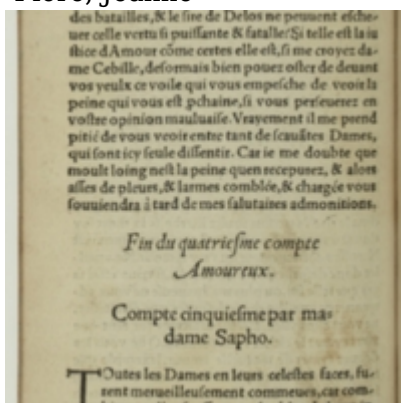 Flore, Jeanne
des batailles, & le sire de Delos ne peuuent esche-
uer celle vertu si puissante & fatalle? Si telle est la iu
stice d'Amour cõme certes elle est, si me croyez da-
me Cebille, desormais bien pouez oster de deuant
vos yeulx ce voile qui vous empesche de veoir la
peine qui vous est pchaine, si vous perseuerez en
vostre opinion mauluaise. Vrayement il me prend
pitié de vous veoir entre tant de scauãtes Dames,
qui sont icy seule dissentir. Car ie me doubte que
moult loing nest la peine quen recepurez, & alors
asses de pleurs, & larmes comblée, & chargée vous
souuiendra à tard de mes salutaires admonitions.
Fin du quatriesme compte
Amoureux.
Compte cinquiesme par ma-
dame Sapho.
TOutes les Dames en leurs celestes faces, fu-
rent merueilleusement commeues, car com-